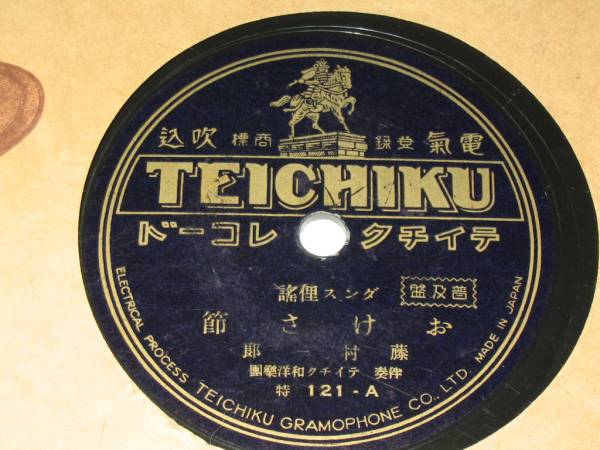 電氣 登録 商標 吹込
TEICHIKU
テイチクレコード
普及盤 ダンス俚謠
おけさ節
藤村 郎
伴奏 テイチク和洋樂團
特 121-A
ELECTRICAL PROCESS TEICHIKU GRAMOPHONE CO., LTD. MADE IN JAPAN